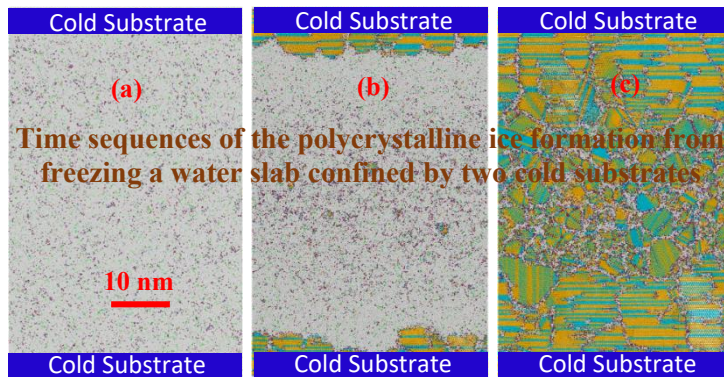 Cold Substrate
Cold Substrate
Cold Substrate
(a)
(b)
(c)
Time sequences of the polycrystalline ice formation from
freezing a water slab confined by two cold substrates
10 nm
Cold Substrate
Cold Substrate
Cold Substrate